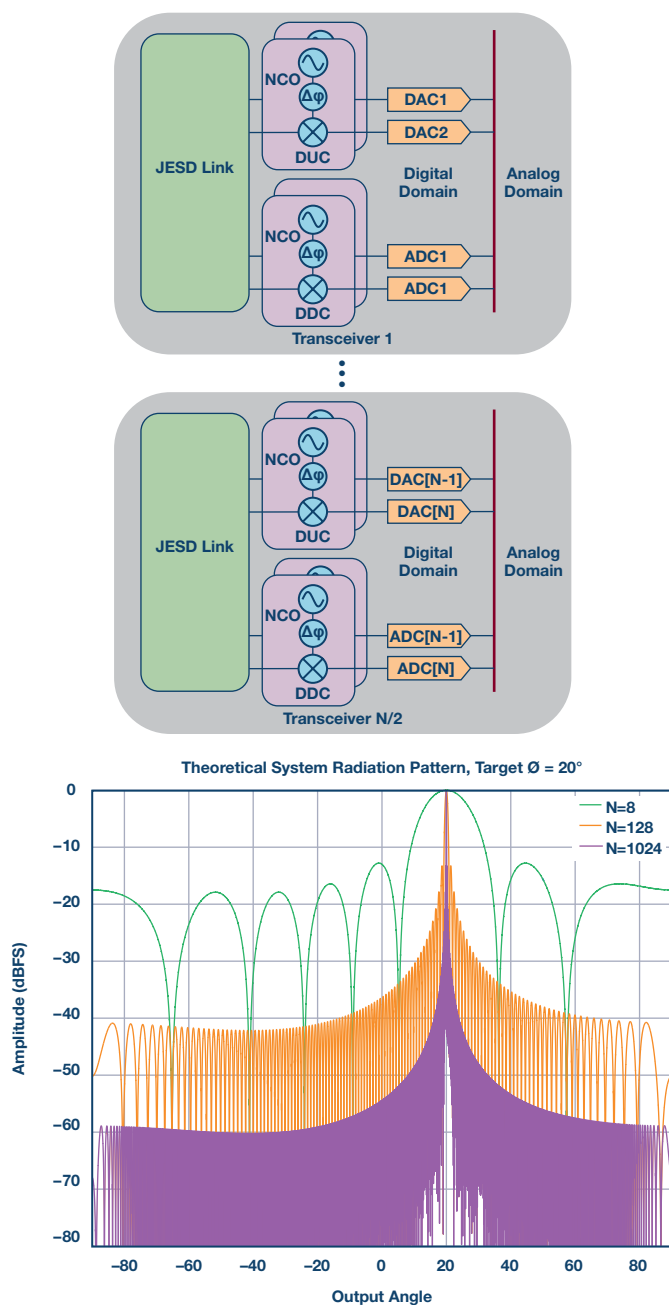 JESD Link
NCO
Δφ
DUC
DAC1
DAC2
Digital
Domain
Analog
Domain
NCO
Δφ
DDC
ADC1
ADC1
Transceiver 1
JESD Link
NCO
Δφ
DUC
DAC[N-1]
DAC[N]
Digital
Domain
Analog
Domain
NCO
Δφ
DDC
ADC[N-1]
ADC[N]
Transceiver N/2
Theoretical System Radiation Pattern, Target Ø = 20°
N=8
N=128
N=1024
Amplitude (dBFS)
0
−10
−20
−30
−40
−50
−60
−70
−80
−80
−60
−40
−20
0
20
40
60
80
Output Angle